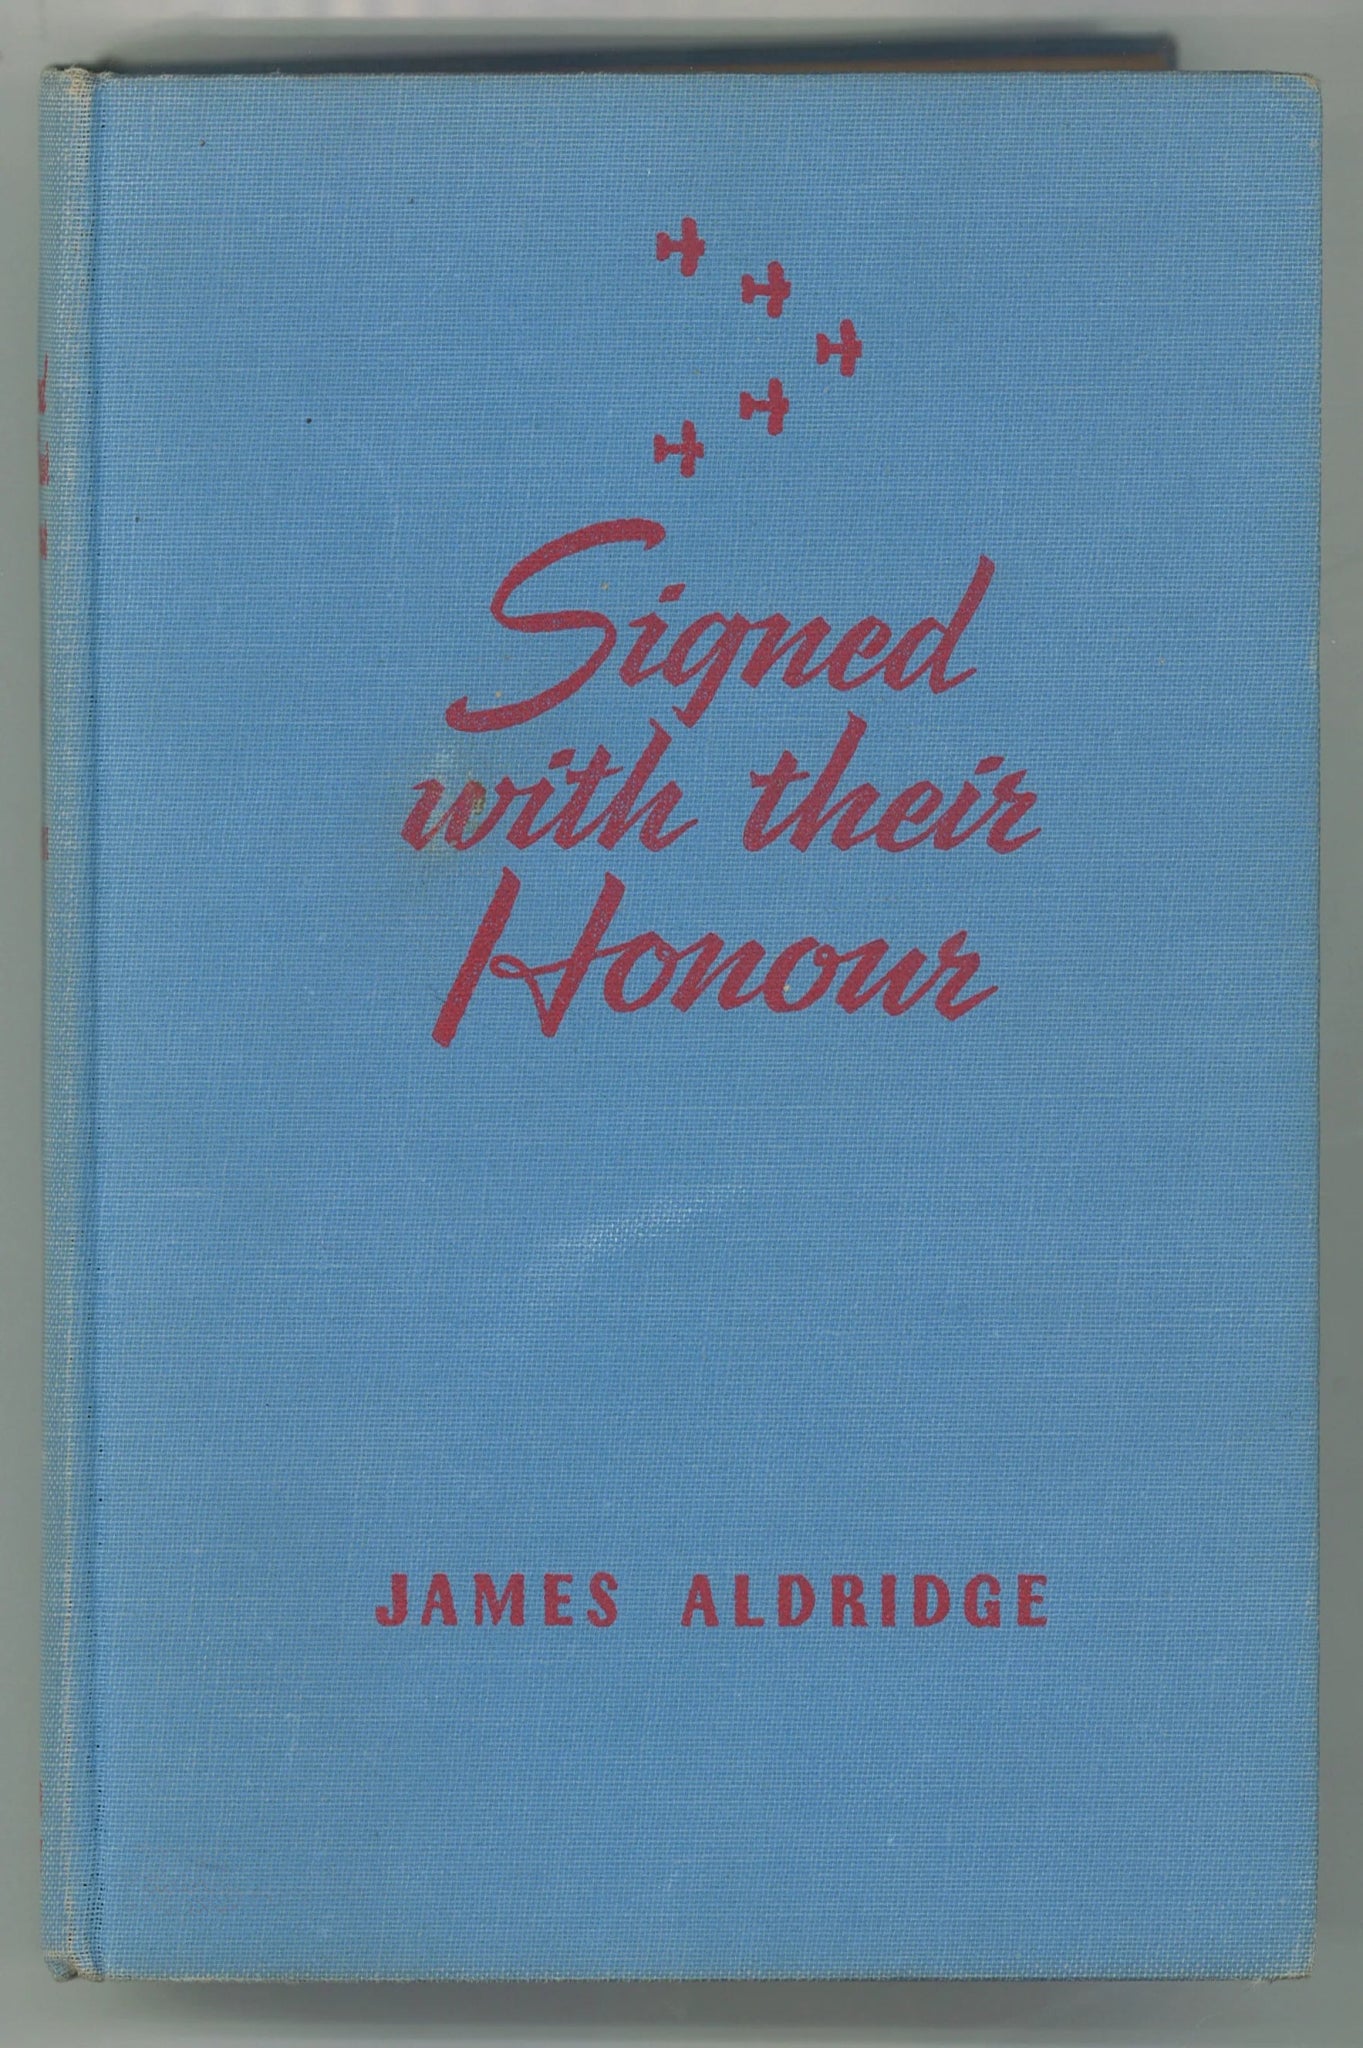 Signed
with their
Honour
JAMES ALDRIDGE